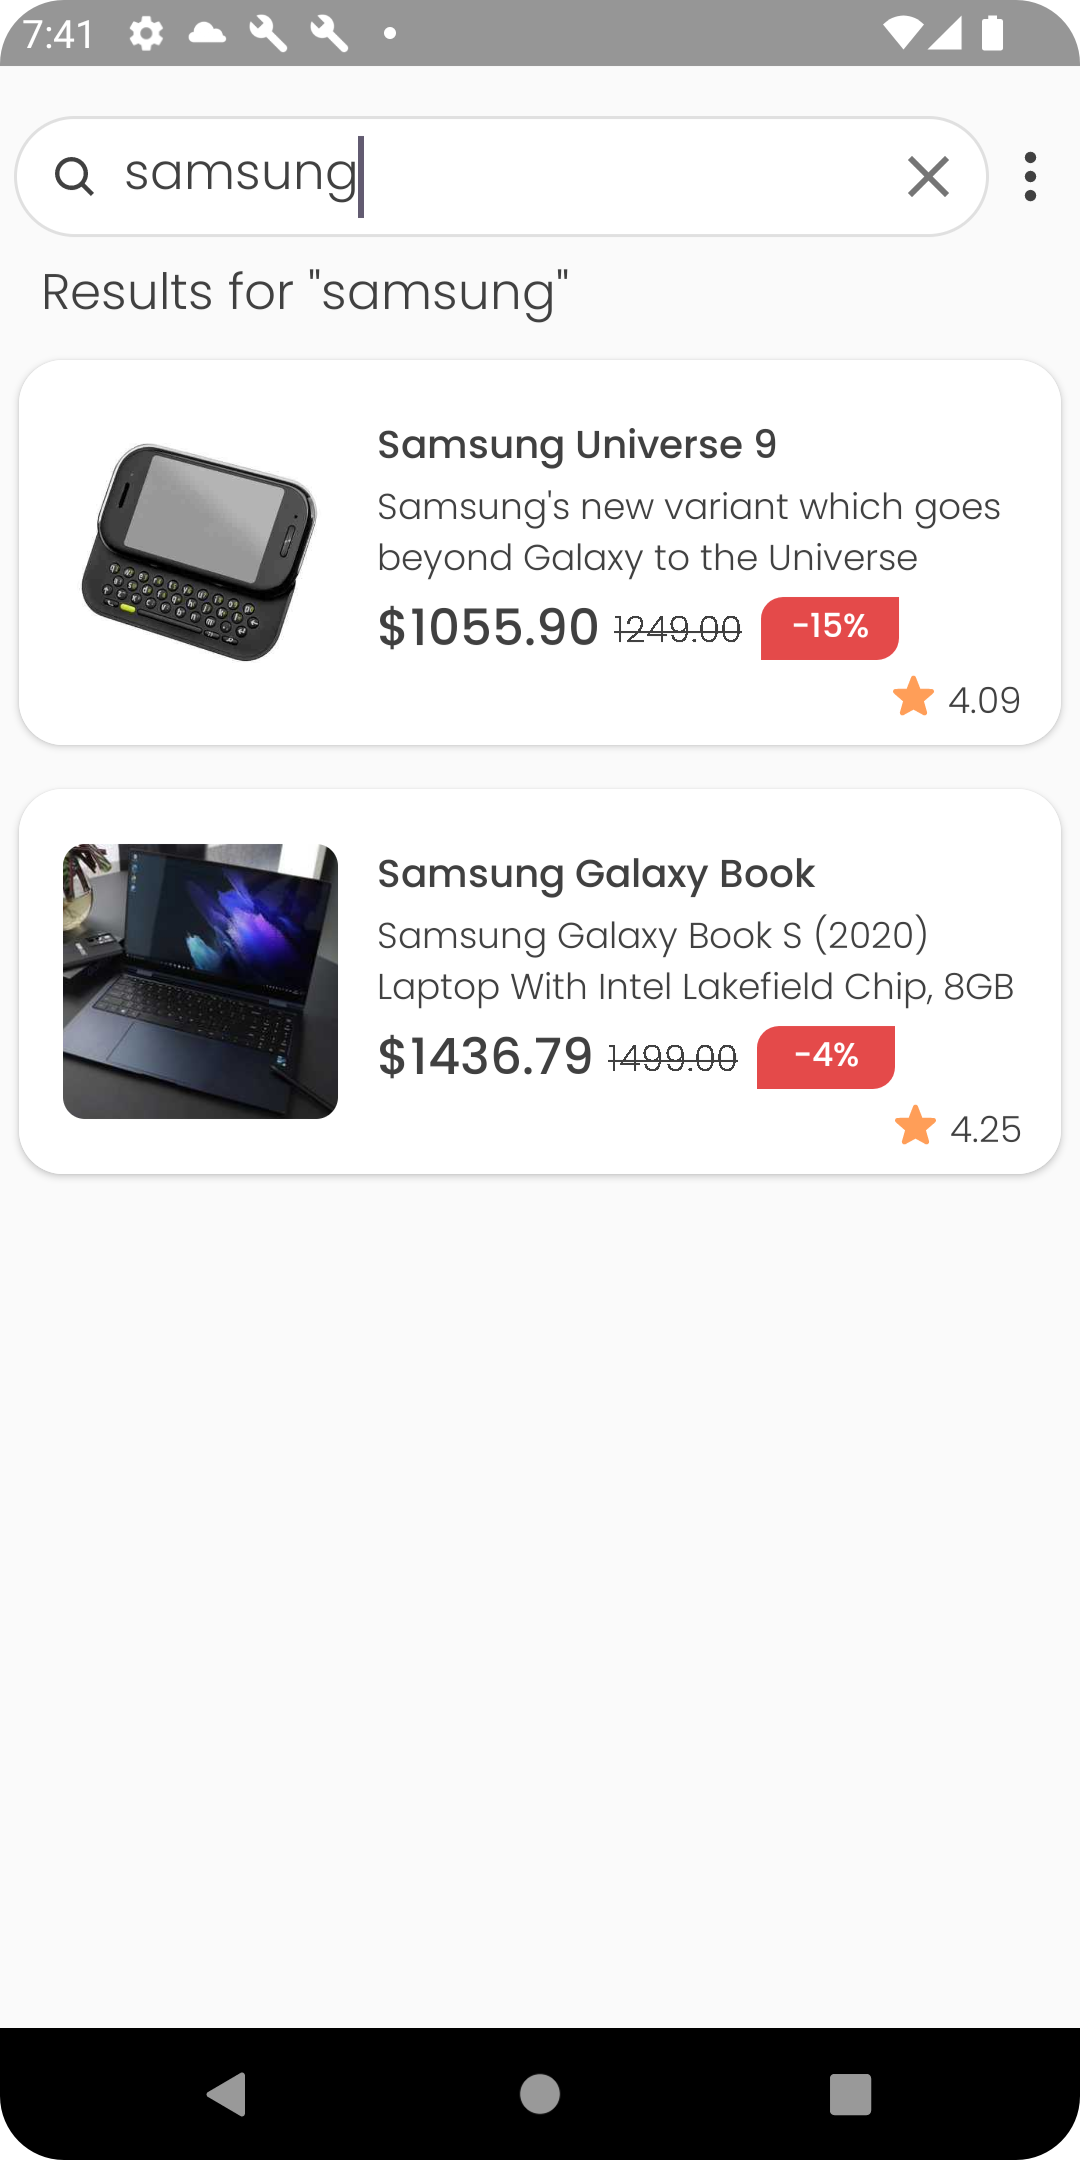 7:41
samsung
Results for "samsung"
Samsung Universe 9
Samsung's new variant which goes
beyond Galaxy to the Universe
$1055.90 1249.00 -15%
4.09
Samsung Galaxy Book
Samsung Galaxy Book S (2020)
Laptop With Intel Lakefield Chip, 8GB
$1436.79 1499.00 -4%
4.25